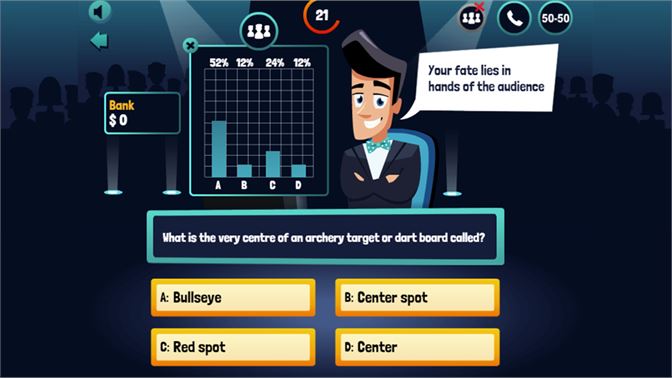 21
50-50
52% 12% 24% 12%
A B C D
Your fate lies in
hands of the audience
Bank
$ 0
What is the very centre of an archery target or dart board called?
A: Bullseye
B: Center spot
C: Red spot
D: Center